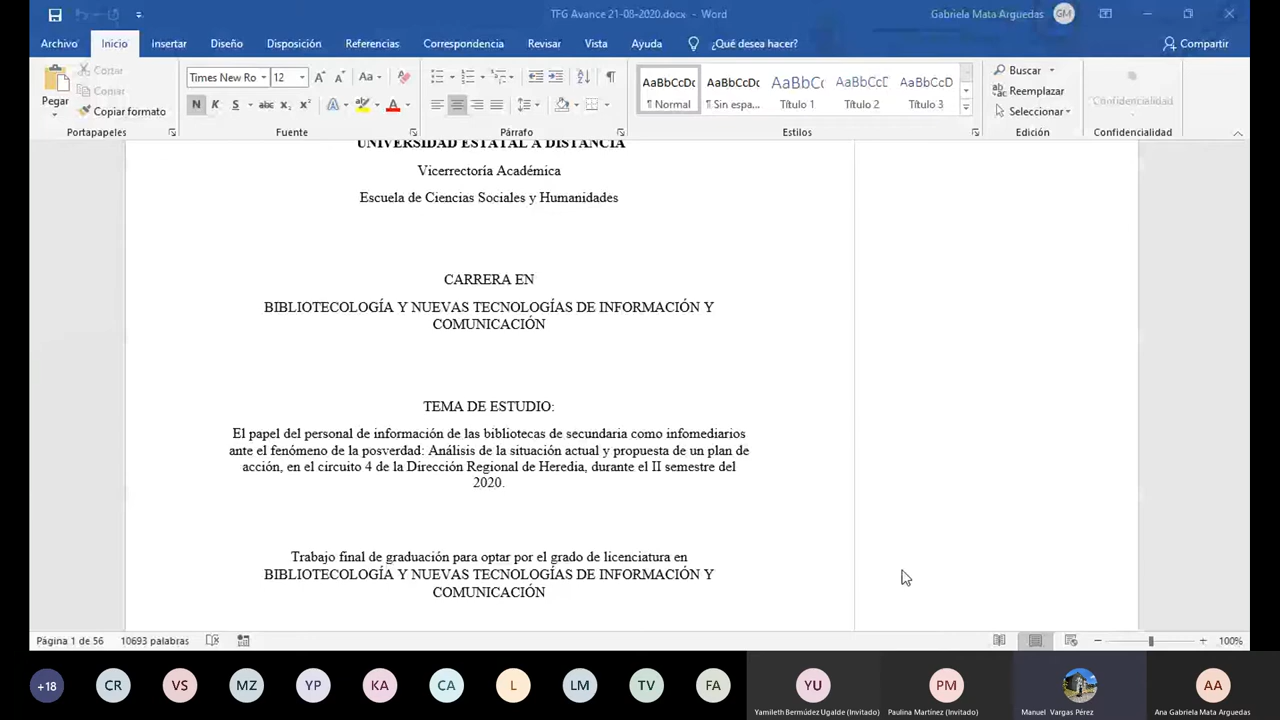 TFG Avance 21-08-2020.docx - Word
Gabriela Mata Arguedas GM
Archivo Inicio Insertar Diseño Disposición Referencias Correspondencia Revisar Vista Ayuda ¿Qué desea hacer? Compartir
Pegar
Cortar
Copiar
Copiar formato
Portapapeles
Times New Ro 12
Aa
N K S abc x₂ x²
A A
Fuente
Párrafo
AaBbCcDc AaBbCcDc AaBbCcDc AaBbCcC AaBbCcD
¶ Normal ¶ Sin espa... Título 1 Título 2 Título 3
Estilos
Buscar
Reemplazar
Seleccionar
Edición
Confidencialidad
Confidencialidad
UNIVERSIDAD ESTATAL A DISTANCIA
Vicerrectoría Académica
Escuela de Ciencias Sociales y Humanidades
CARRERA EN
BIBLIOTECOLOGÍA Y NUEVAS TECNOLOGÍAS DE INFORMACIÓN Y
COMUNICACIÓN
TEMA DE ESTUDIO:
El papel del personal de información de las bibliotecas de secundaria como infomediarios
ante el fenómeno de la posverdad: Análisis de la situación actual y propuesta de un plan de
acción, en el circuito 4 de la Dirección Regional de Heredia, durante el II semestre del
2020.
Trabajo final de graduación para optar por el grado de licenciatura en
BIBLIOTECOLOGÍA Y NUEVAS TECNOLOGÍAS DE INFORMACIÓN Y
COMUNICACIÓN
Página 1 de 56 10693 palabras 100%
+18 CR VS MZ YP KA CA L LM TV FA YU PM AA
Yamileth Bermúdez Ugalde (Invitado) Paulina Martínez (Invitado) Manuel Vargas Pérez Ana Gabriela Mata Arguedas